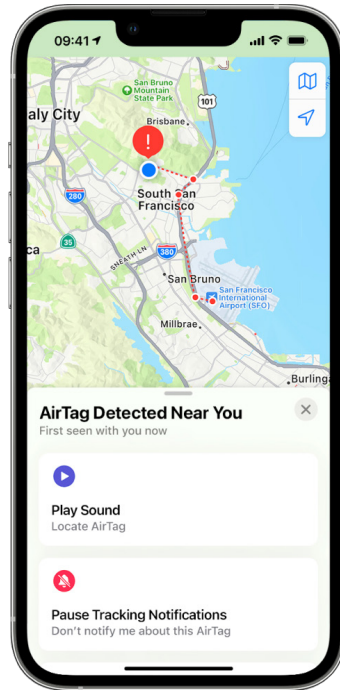 09:41
San Bruno
Mountain
State Park
101
aly City
Brisbane
280
South San
Francisco
35
ca
SNEATH LN
380
San Bruno
San Francisco
International
Airport (SFO)
Millbrae
Burling
AirTag Detected Near You
First seen with you now
Play Sound
Locate AirTag
Pause Tracking Notifications
Don't notify me about this AirTag